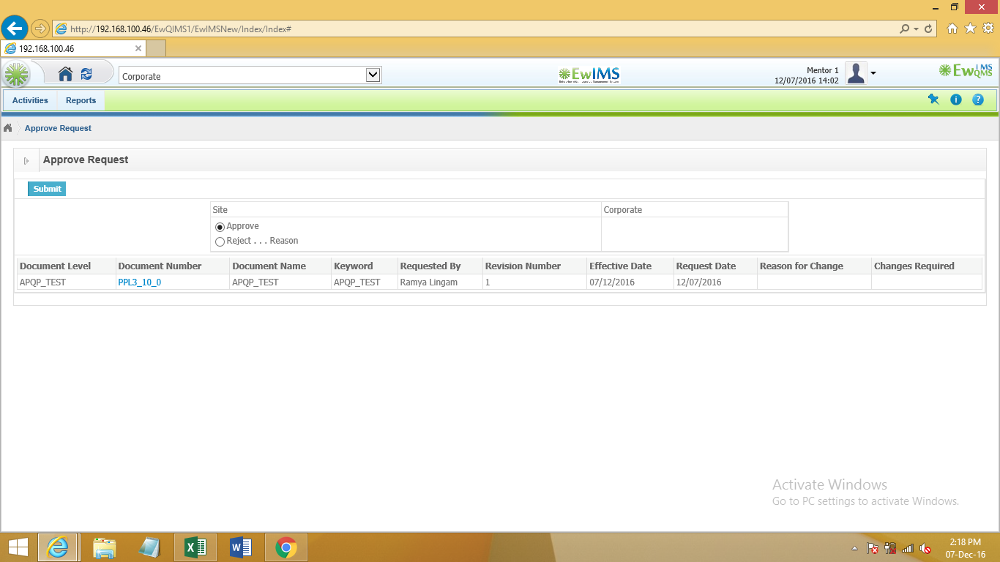 http://192.168.100.46/EwQIMS1/EwIMSNew/Index/Index#
192.168.100.46
Corporate
EwIMS
Mentor 1
12/07/2016 14:02
EwQMS
IMS
Activities Reports
Approve Request
Approve Request
Submit
Site Corporate
Approve
Reject . . . Reason
Document Level Document Number Document Name Keyword Requested By Revision Number Effective Date Request Date Reason for Change Changes Required
APQP_TEST PPL3_10_0 APQP_TEST APQP_TEST Ramya Lingam 1 07/12/2016 12/07/2016
Activate Windows
Go to PC settings to activate Windows.
2:18 PM
07-Dec-16